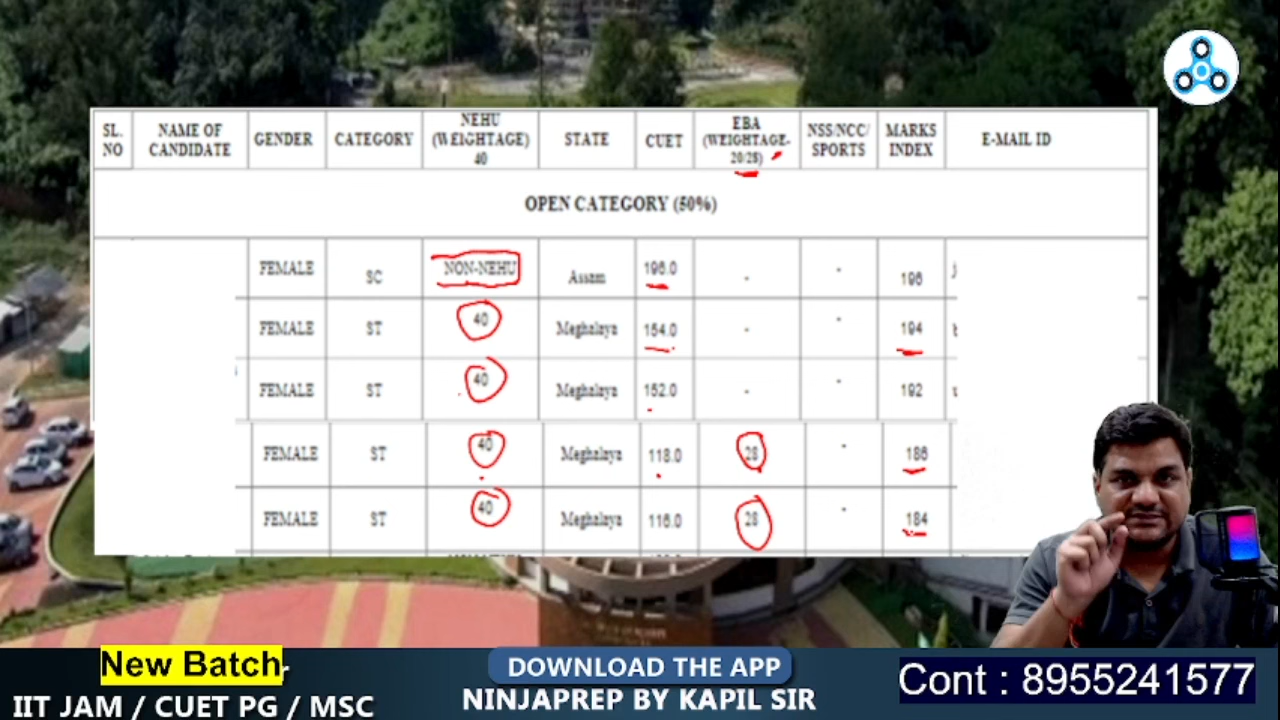 SL. NO
NAME OF CANDIDATE
GENDER
CATEGORY
NEHU (WEIGHTAGE) 40
STATE
CUET
EBA (WEIGHTAGE- 20/28)
NSS/NCC/ SPORTS
MARKS INDEX
E-MAIL ID
OPEN CATEGORY (50%)
FEMALE SC NON-NEHU Assam 196.0 - - 196
FEMALE ST 40 Meghalaya 154.0 - - 194
FEMALE ST 40 Meghalaya 152.0 - - 192
FEMALE ST 40 Meghalaya 118.0 28 - 186
FEMALE ST 40 Meghalaya 116.0 28 - 184
New Batch
IIT JAM / CUET PG / MSC
DOWNLOAD THE APP
NINJAPREP BY KAPIL SIR
Cont : 8955241577